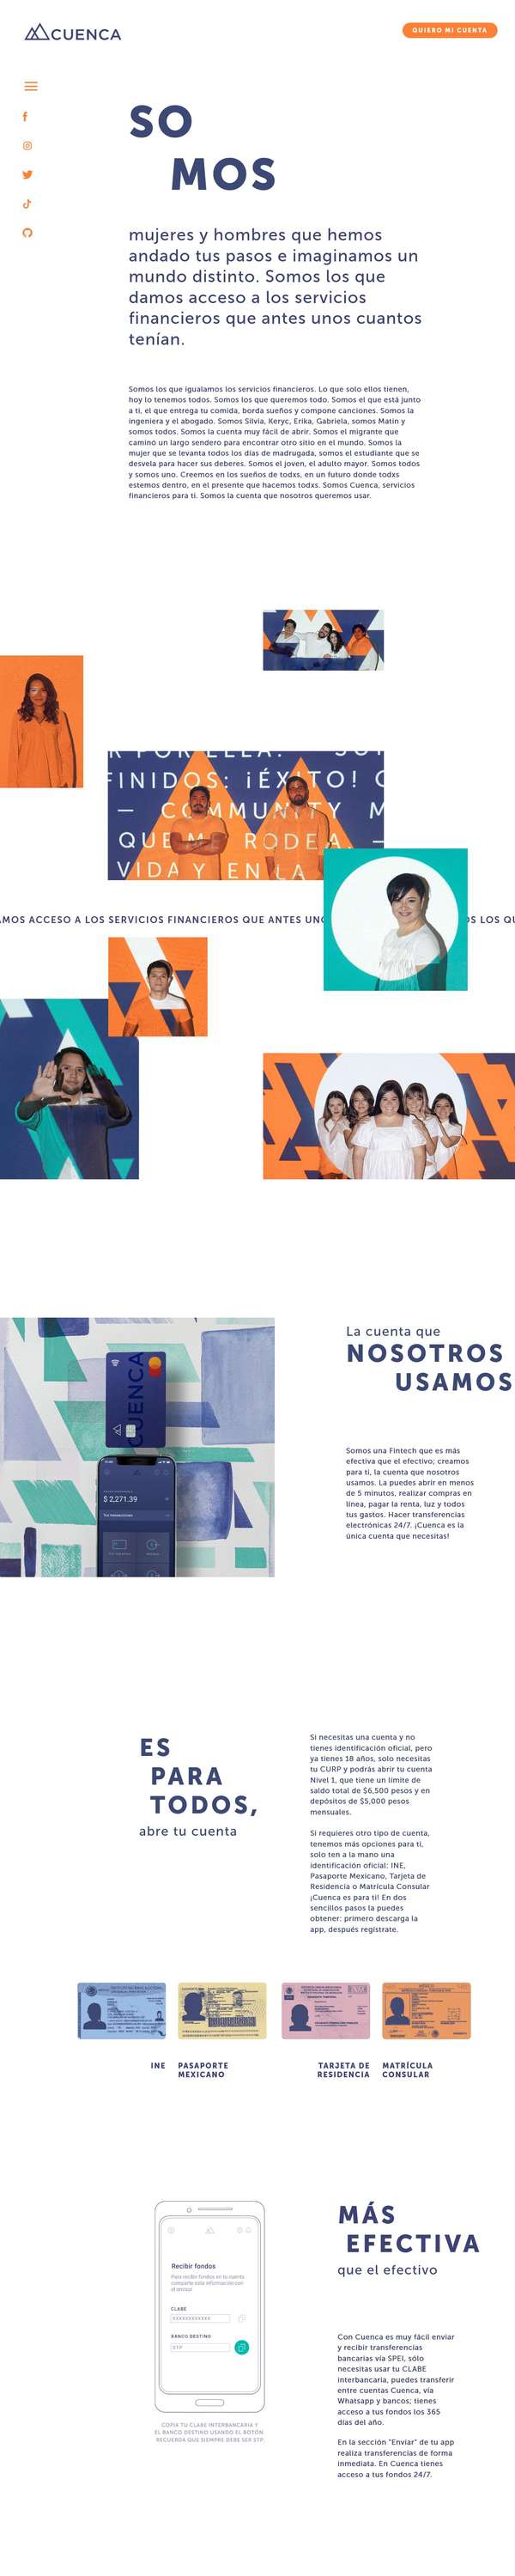 CUENCA
QUIERO MI CUENTA
SO
MOS
mujeres y hombres que hemos
andado tus pasos e imaginamos un
mundo distinto. Somos los que
damos acceso a los servicios
financieros que antes unos cuantos
tenían.
Somos los que igualamos los servicios financieros. Lo que solo ellos tienen,
hoy lo tenemos todos. Somos los que queremos todo. Somos el que está junto
a ti, el que entrega tu comida, borda sueños y compone canciones. Somos la
ingeniera y el abogado. Somos Silvia, Keryc, Erika, Gabriela, somos Matin y
somos todos. Somos la cuenta muy fácil de abrir. Somos el migrante que
caminó un largo sendero para encontrar otro sitio en el mundo. Somos la
mujer que se levanta todos los días de madrugada, somos el estudiante que se
desvela para hacer sus deberes. Somos el joven, el adulto mayor. Somos todos
y somos uno. Creemos en los sueños de todxs, en un futuro donde todxs
estemos dentro, en el presente que hacemos todxs. Somos Cuenca, servicios
financieros para ti. Somos la cuenta que nosotros queremos usar.
R POR ELLA.
FINIDOS: ¡ÉXITO! C
— COMMUNITY M
QUE M RODEA. —
VIDA Y EN LA
AMOS ACCESO A LOS SERVICIOS FINANCIEROS QUE ANTES UN OS LOS QU
La cuenta que
NOSOTROS
USAMOS
CUENCA
$ 2,271.39
Somos una Fintech que es más
efectiva que el efectivo; creamos
para ti, la cuenta que nosotros
usamos. La puedes abrir en menos
de 5 minutos, realizar compras en
línea, pagar la renta, luz y todos
tus gastos. Hacer transferencias
electrónicas 24/7. ¡Cuenca es la
única cuenta que necesitas!
ES
PARA
TODOS,
abre tu cuenta
Si necesitas una cuenta y no
tienes identificación oficial, pero
ya tienes 18 años, solo necesitas
tu CURP y podrás abrir tu cuenta
Nivel 1, que tiene un límite de
saldo total de $6,500 pesos y en
depósitos de $5,000 pesos
mensuales.
Si requieres otro tipo de cuenta,
tenemos más opciones para ti,
solo ten a la mano una
identificación oficial: INE,
Pasaporte Mexicano, Tarjeta de
Residencia o Matrícula Consular
¡Cuenca es para ti! En dos
sencillos pasos la puedes
obtener: primero descarga la
app, después regístrate.
INE
PASAPORTE
MEXICANO
TARJETA DE
RESIDENCIA
MATRÍCULA
CONSULAR
MÁS
EFECTIVA
que el efectivo
Recibir fondos
Para recibir fondos en tu cuenta
comparte esta información con
el emisor
CLABE
XXXXXXXXXXXX
BANCO DESTINO
STP
COPIA TU CLABE INTERBANCARIA Y
EL BANCO DESTINO USANDO EL BOTÓN.
RECUERDA QUE SIEMPRE DEBE SER STP.
Con Cuenca es muy fácil enviar
y recibir transferencias
bancarias vía SPEI, sólo
necesitas usar tu CLABE
interbancaria, puedes transferir
entre cuentas Cuenca, vía
Whatsapp y bancos; tienes
acceso a tus fondos los 365
días del año.
En la sección "Enviar" de tu app
realiza transferencias de forma
inmediata. En Cuenca tienes
acceso a tus fondos 24/7.